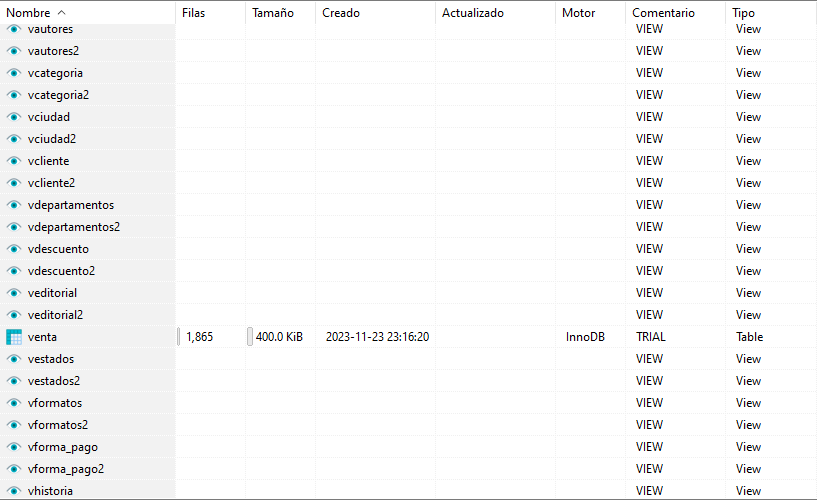 Nombre Filas Tamaño Creado Actualizado Motor Comentario Tipo
vautores VIEW View
vautores2 VIEW View
vcategoria VIEW View
vcategoria2 VIEW View
vciudad VIEW View
vciudad2 VIEW View
vcliente VIEW View
vcliente2 VIEW View
vdepartamentos VIEW View
vdepartamentos2 VIEW View
vdescuento VIEW View
vdescuento2 VIEW View
veditorial VIEW View
veditorial2 VIEW View
venta 1,865 400.0 KiB 2023-11-23 23:16:20 InnoDB TRIAL Table
vestados VIEW View
vestados2 VIEW View
vformatos VIEW View
vformatos2 VIEW View
vforma_pago VIEW View
vforma_pago2 VIEW View
vhistoria VIEW View